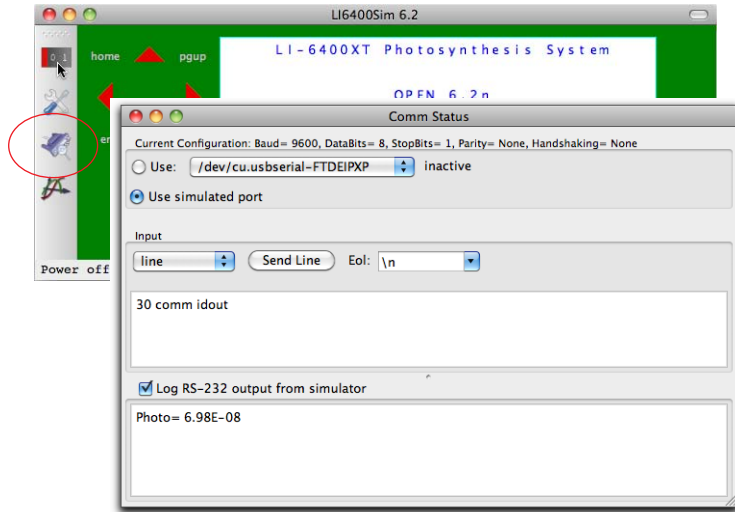 LI6400Sim 6.2
home
pgup
LI-6400XT Photosynthesis System
OPEN 6.2n
Power off
Comm Status
Current Configuration: Baud= 9600, DataBits= 8, StopBits= 1, Parity= None, Handshaking= None
Use: /dev/cu.usbserial-FTDEIPXP inactive
Use simulated port
Input
line Send Line Eol: \n
30 comm idout
Log RS-232 output from simulator
Photo= 6.98E-08